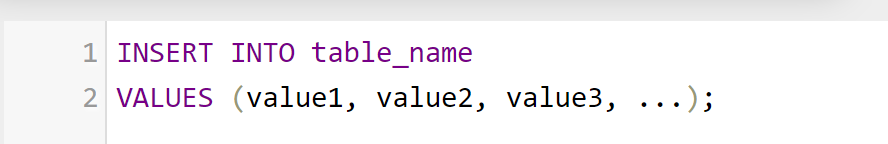 1 INSERT INTO table_name
2 VALUES (value1, value2, value3, ...);